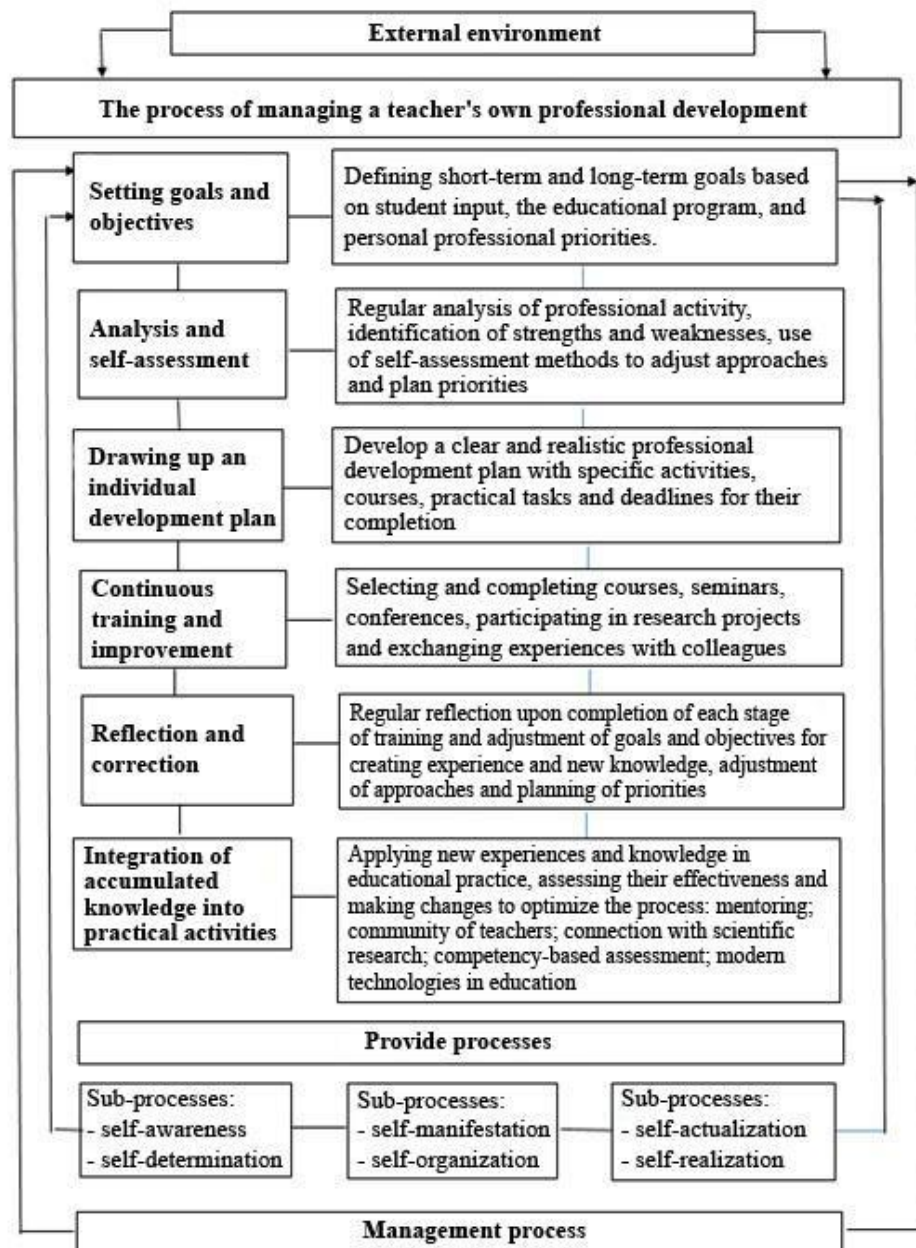 External environment
The process of managing a teacher's own professional development
Setting goals and
objectives
Defining short-term and long-term goals based
on student input, the educational program, and
personal professional priorities.
Analysis and
self-assessment
Regular analysis of professional activity,
identification of strengths and weaknesses, use
of self-assessment methods to adjust approaches
and plan priorities
Drawing up an
individual
development plan
Develop a clear and realistic professional
development plan with specific activities,
courses, practical tasks and deadlines for their
completion
Continuous
training and
improvement
Selecting and completing courses, seminars,
conferences, participating in research projects
and exchanging experiences with colleagues
Reflection and
correction
Regular reflection upon completion of each stage
of training and adjustment of goals and objectives for
creating experience and new knowledge, adjustment
of approaches and planning of priorities
Integration of
accumulated
knowledge into
practical activities
Applying new experiences and knowledge in
educational practice, assessing their effectiveness and
making changes to optimize the process: mentoring;
community of teachers; connection with scientific
research; competency-based assessment; modern
technologies in education
Provide processes
Sub-processes:
- self-awareness
- self-determination
Sub-processes:
- self-manifestation
- self-organization
Sub-processes:
- self-actualization
- self-realization
Management process